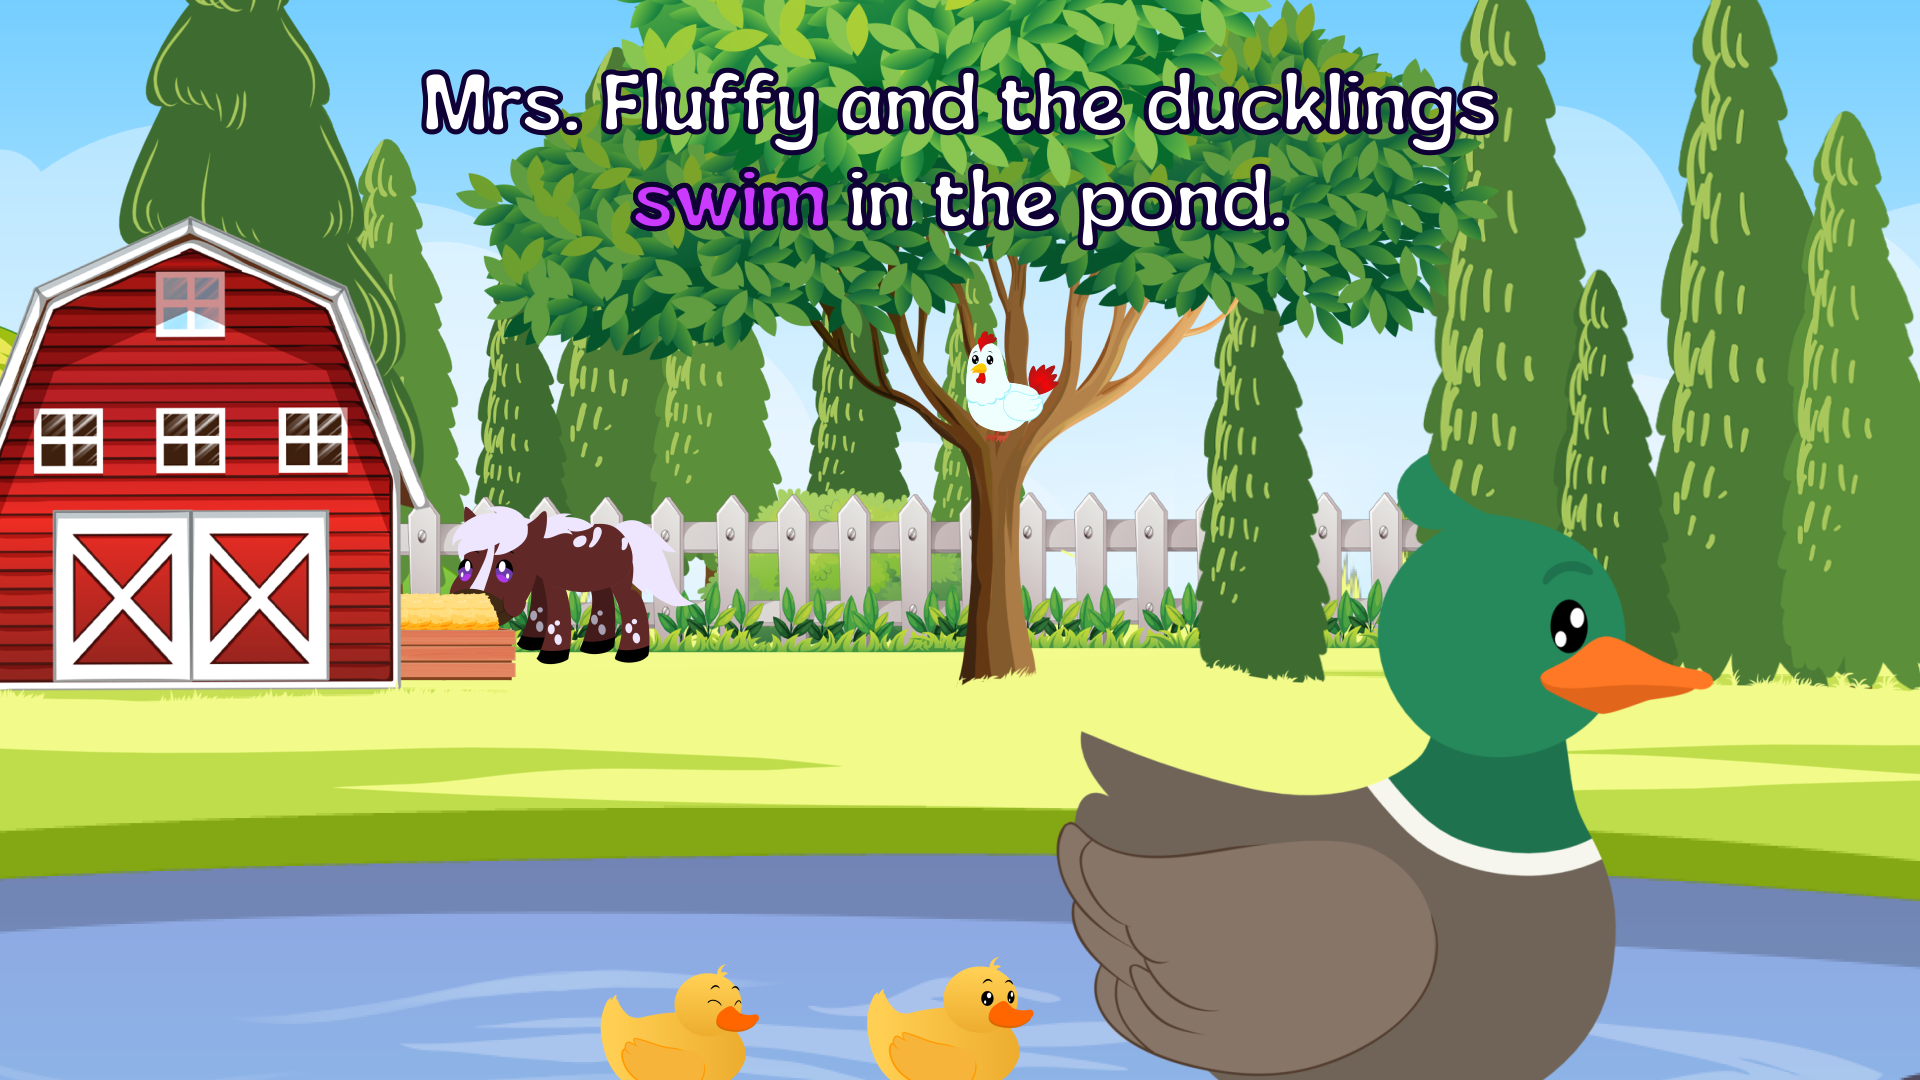 Mrs. Fluffy and the ducklings
swim in the pond.